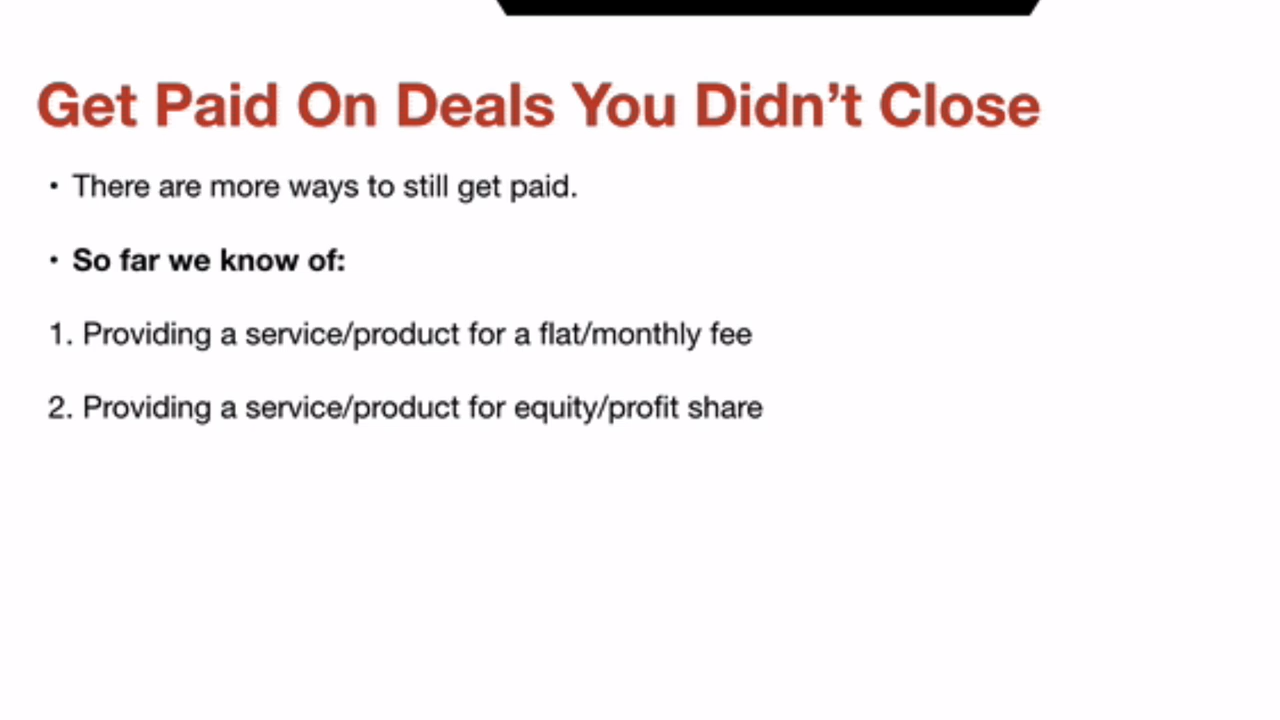 Get Paid On Deals You Didn’t Close
• There are more ways to still get paid.
• So far we know of:
1. Providing a service/product for a flat/monthly fee
2. Providing a service/product for equity/profit share